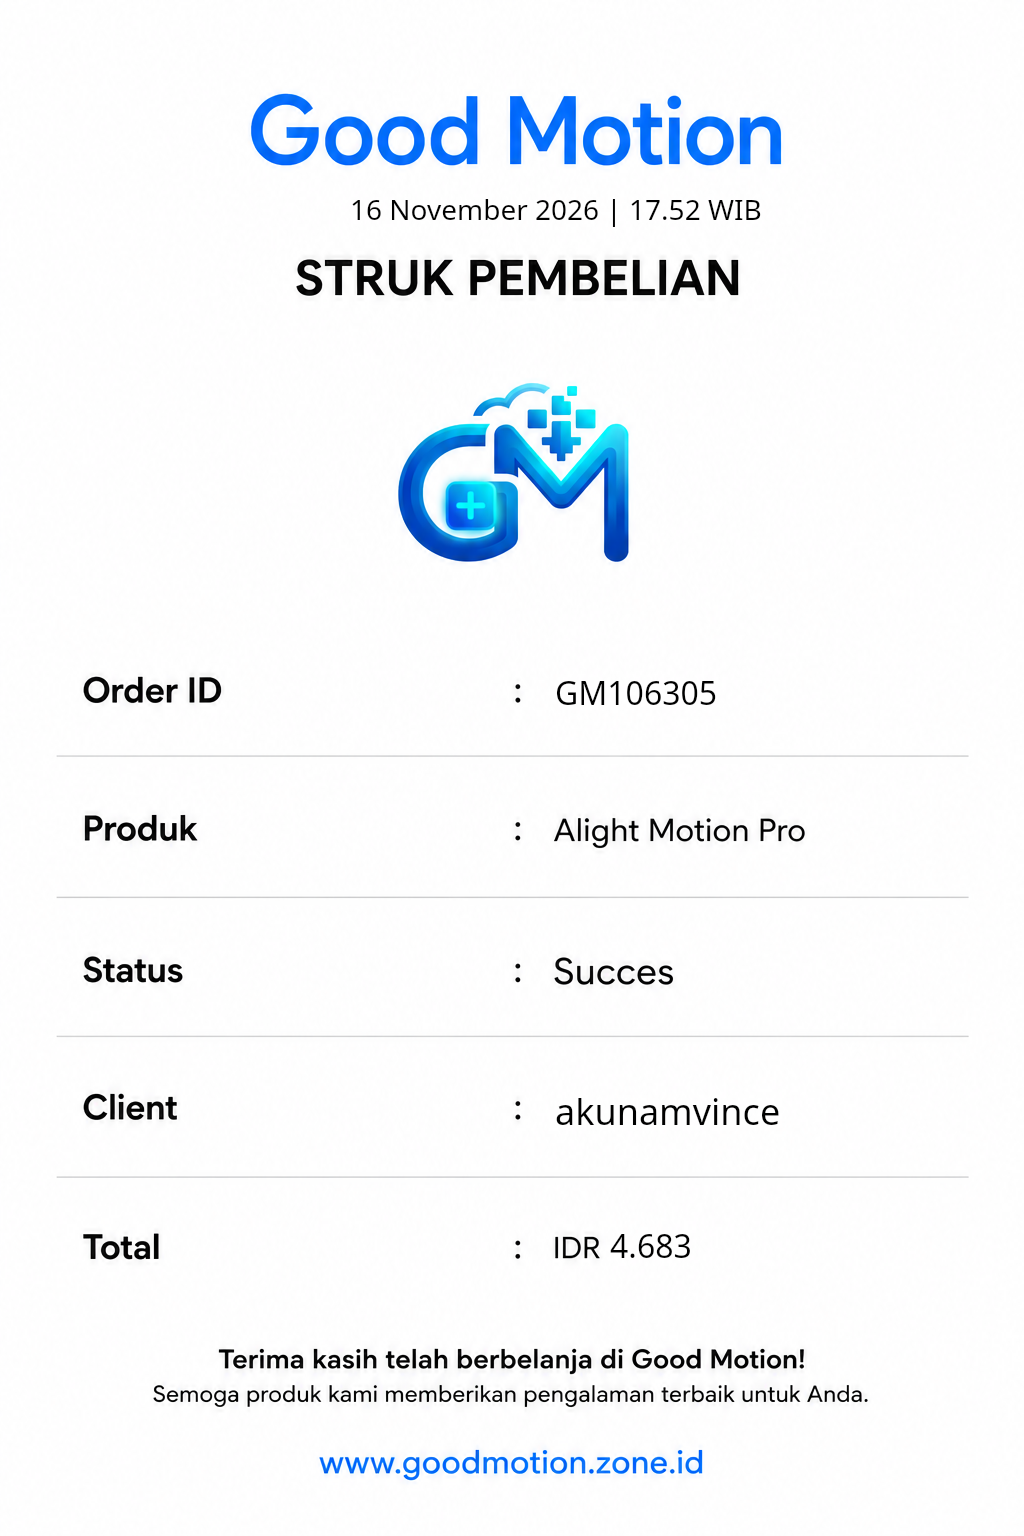 Good Motion
16 November 2026 | 17.52 WIB
STRUK PEMBELIAN
GM
Order ID : GM106305
Produk : Alight Motion Pro
Status : Succes
Client : akunamvince
Total : IDR 4.683
Terima kasih telah berbelanja di Good Motion!
Semoga produk kami memberikan pengalaman terbaik untuk Anda.
www.goodmotion.zone.id